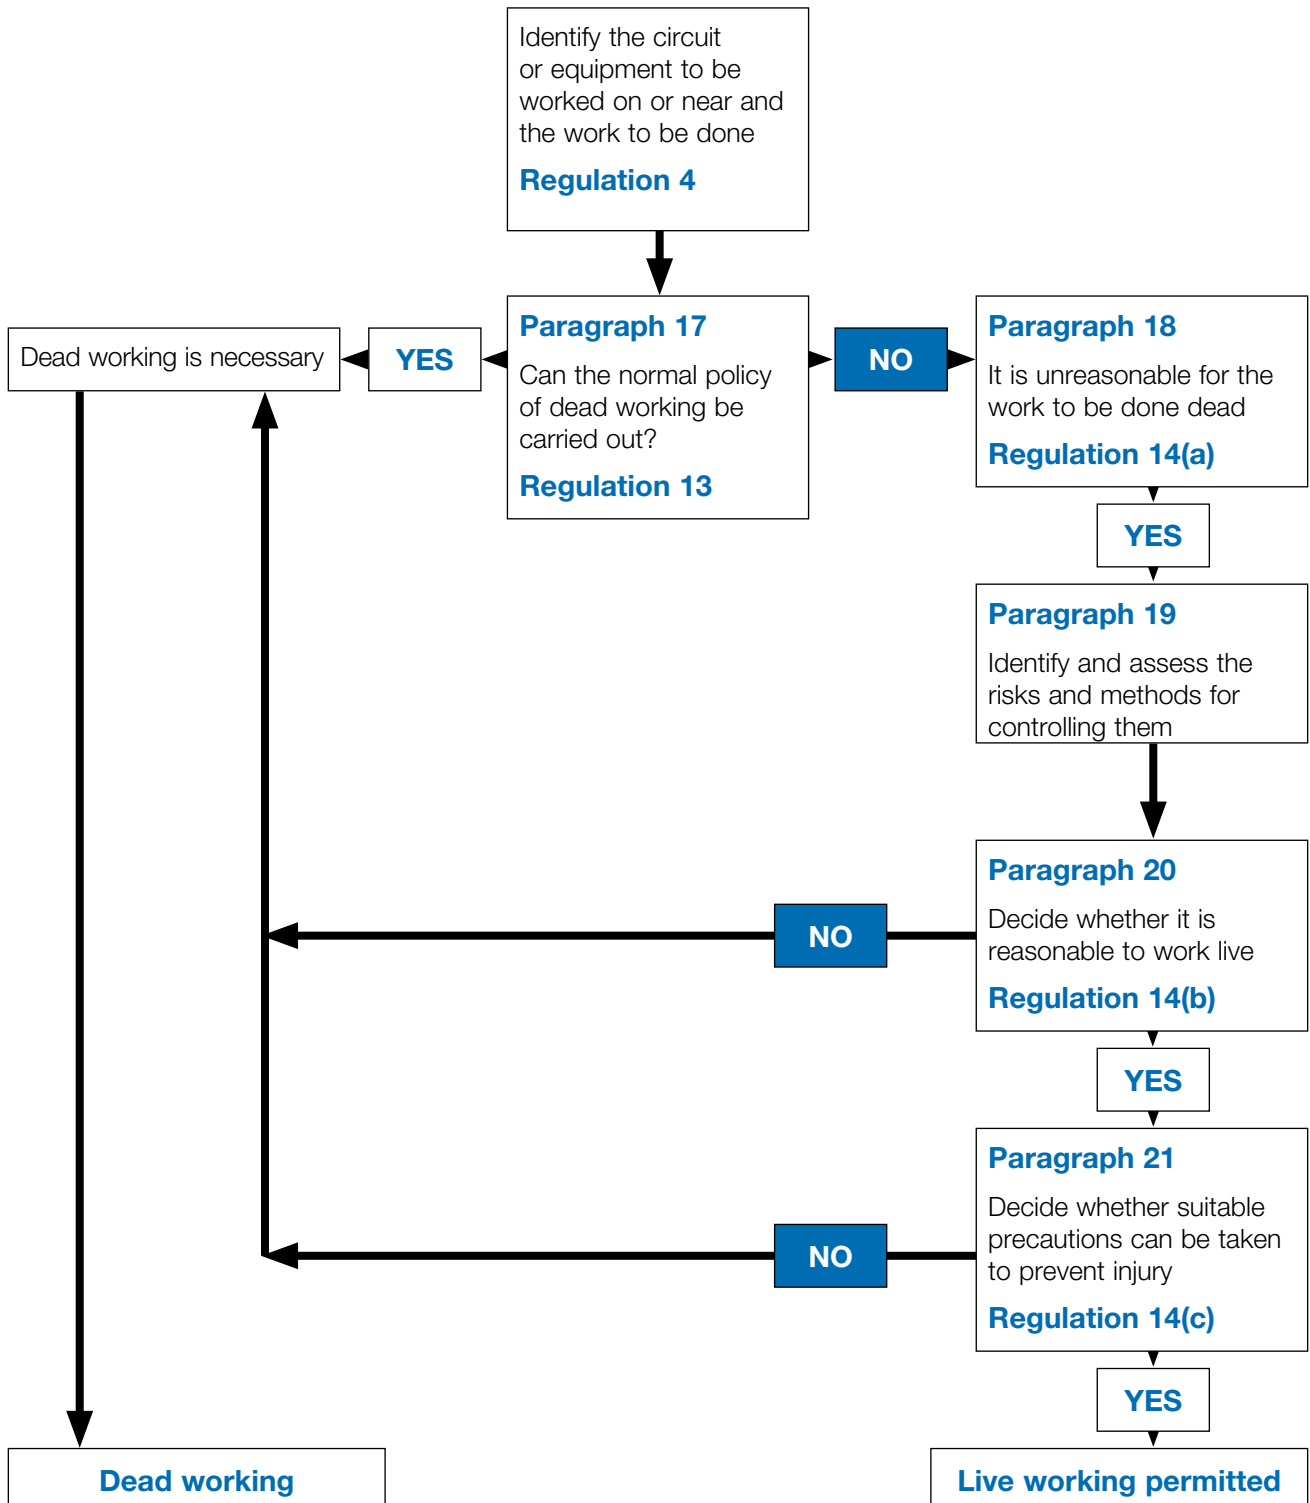 Identify the circuit
or equipment to be
worked on or near and
the work to be done
Regulation 4
Dead working is necessary
YES
Paragraph 17
Can the normal policy
of dead working be
carried out?
Regulation 13
NO
Paragraph 18
It is unreasonable for the
work to be done dead
Regulation 14(a)
YES
Paragraph 19
Identify and assess the
risks and methods for
controlling them
Paragraph 20
Decide whether it is
reasonable to work live
Regulation 14(b)
NO
YES
Paragraph 21
Decide whether suitable
precautions can be taken
to prevent injury
Regulation 14(c)
NO
YES
Dead working
Live working permitted